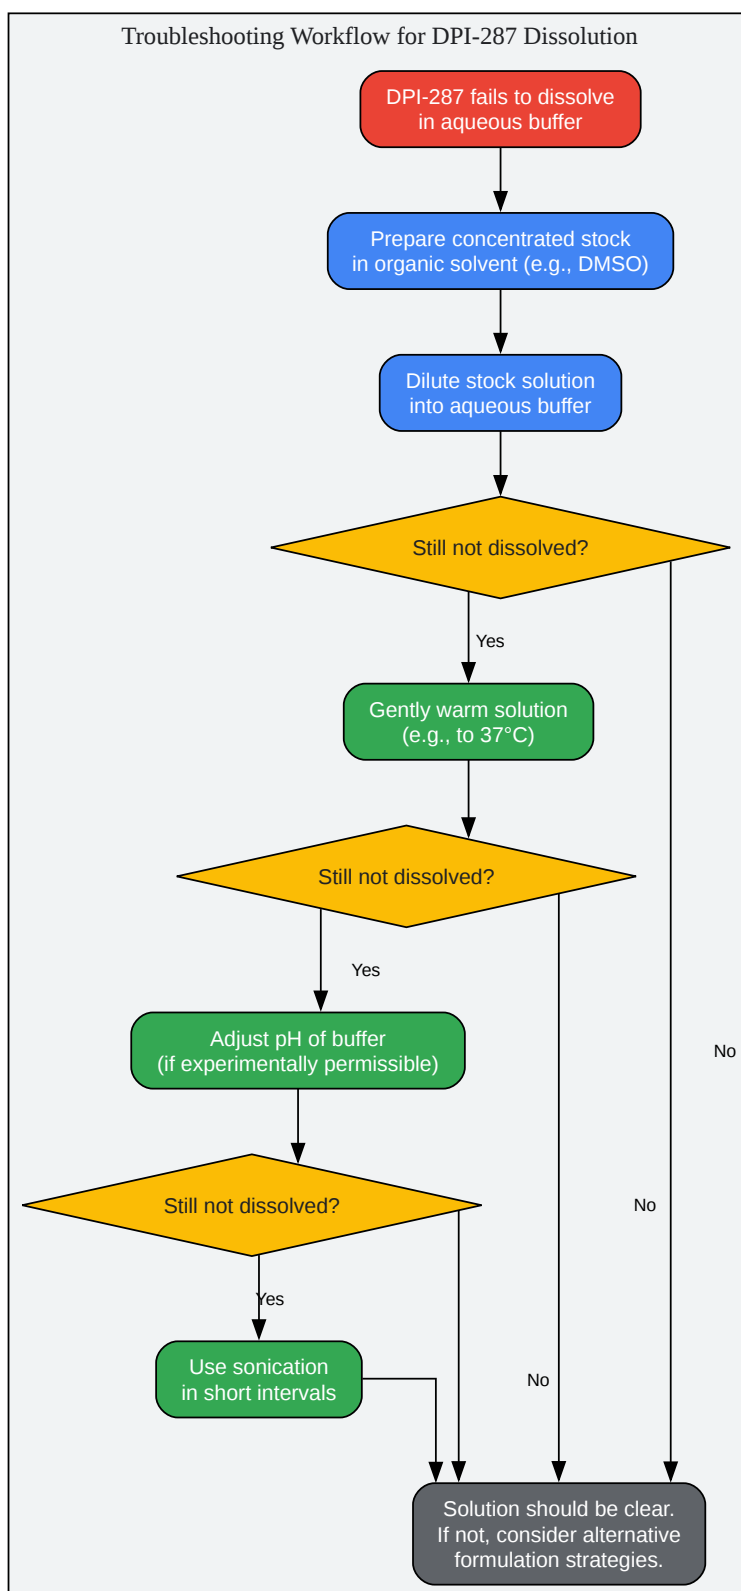 Troubleshooting Workflow for DPI-287 Dissolution
DPI-287 fails to dissolve
in aqueous buffer
Prepare concentrated stock
in organic solvent (e.g., DMSO)
Dilute stock solution
into aqueous buffer
Still not dissolved?
Yes
Gently warm solution
(e.g., to 37°C)
Still not dissolved?
Yes
Adjust pH of buffer
(if experimentally permissible)
No
Still not dissolved?
No
Yes
Use sonication
in short intervals
No
Solution should be clear.
If not, consider alternative
formulation strategies.